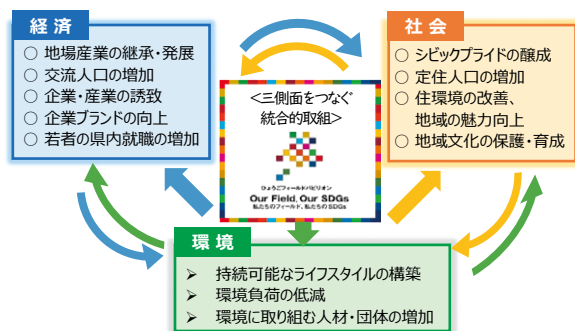 経済
○ 地場産業の継承・発展
○ 交流人口の増加
○ 企業・産業の誘致
○ 企業ブランドの向上
○ 若者の県内就職の増加
社会
○ シビックプライドの醸成
○ 定住人口の増加
○ 住環境の改善、
地域の魅力向上
○ 地域文化の保護・育成
<三側面をつなぐ
統合的取組>
ひょうごフィールドパビリオン
Our Field, Our SDGs
私たちのフィールド、私たちのSDGs
環境
➢ 持続可能なライフスタイルの構築
➢ 環境負荷の低減
➢ 環境に取り組む人材・団体の増加